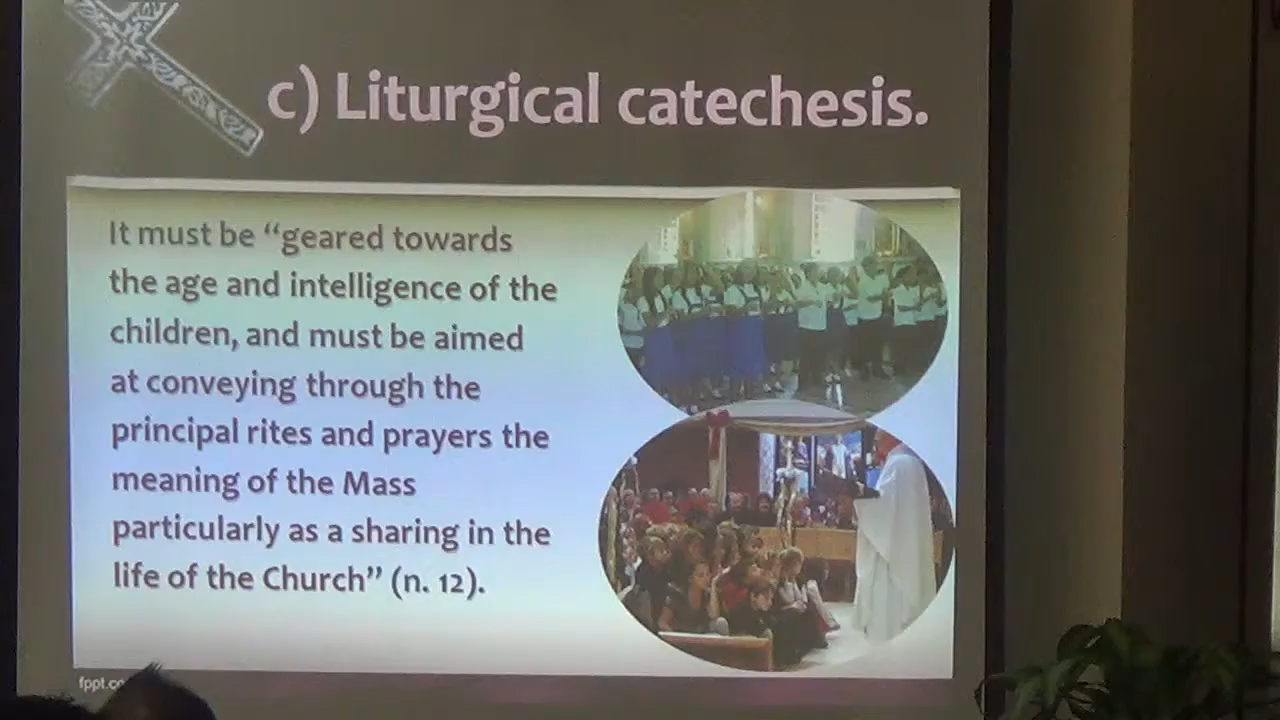 c) Liturgical catechesis.
It must be “geared towards
the age and intelligence of the
children, and must be aimed
at conveying through the
principal rites and prayers the
meaning of the Mass
particularly as a sharing in the
life of the Church” (n. 12).